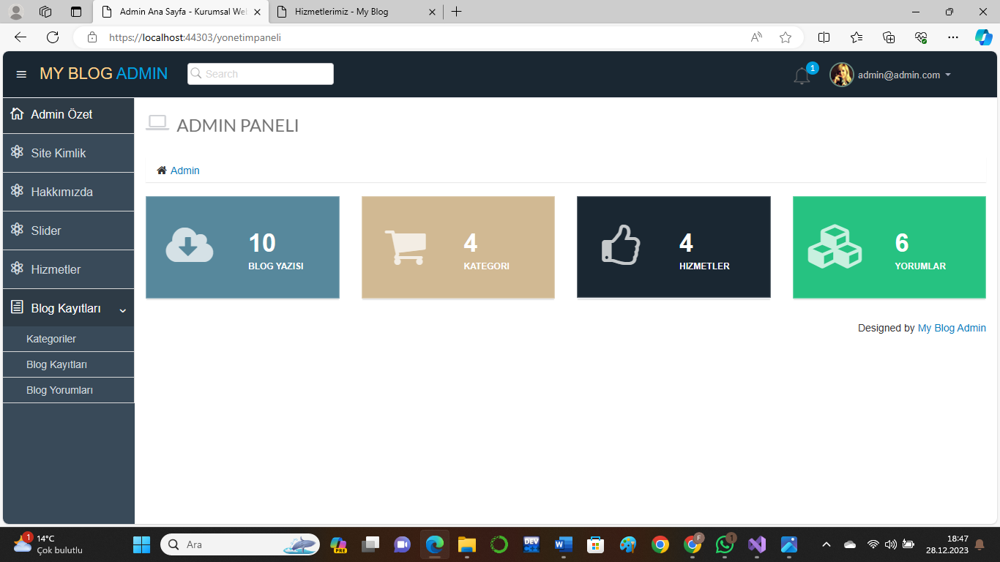 Admin Ana Sayfa - Kurumsal Wel
Hizmetlerimiz - My Blog
https://localhost:44303/yonetimpaneli
MY BLOG ADMIN
Search
1
admin@admin.com
Admin Özet
Site Kimlik
Hakkımızda
Slider
Hizmetler
Blog Kayıtları
Kategoriler
Blog Kayıtları
Blog Yorumları
ADMIN PANELI
Admin
10
BLOG YAZISI
4
KATEGORI
4
HIZMETLER
6
YORUMLAR
Designed by My Blog Admin
1
14°C
Çok bulutlu
Ara
PRE
DEV
W
F
1
18:47
28.12.2023